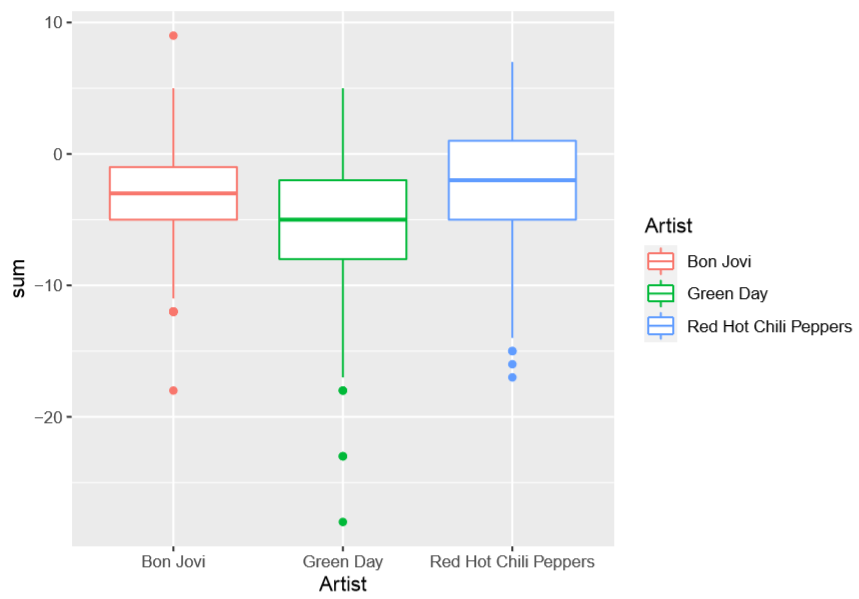 10
0
−10
−20
sum
Bon Jovi
Green Day
Red Hot Chili Peppers
Artist
Artist
Bon Jovi
Green Day
Red Hot Chili Peppers